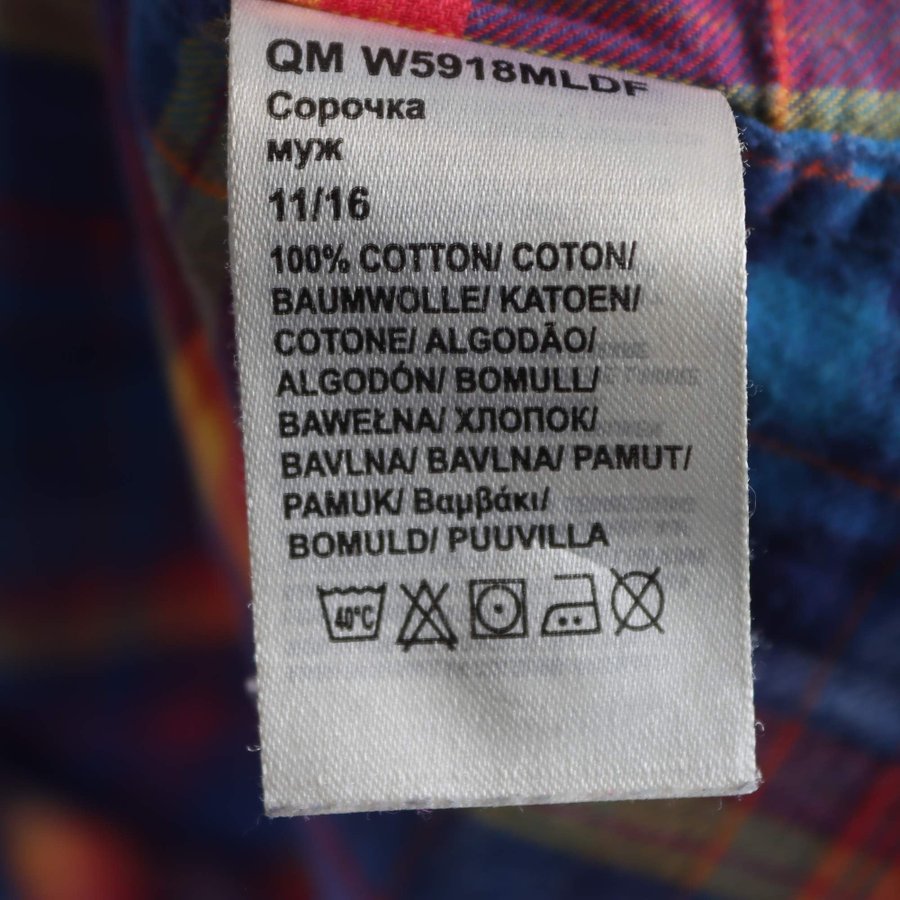 QM W5918MLDF
Сорочка
муж
11/16
100% COTTON/ COTON/
BAUMWOLLE/ KATOEN/
COTONE/ ALGODÃO/
ALGODÓN/ BOMULL/
BAWEŁNA/ ХЛОПОК/
BAVLNA/ BAVLNA/ PAMUT/
PAMUK/ Βαμβάκι/
BOMULD/ PUUVILLA
40°C